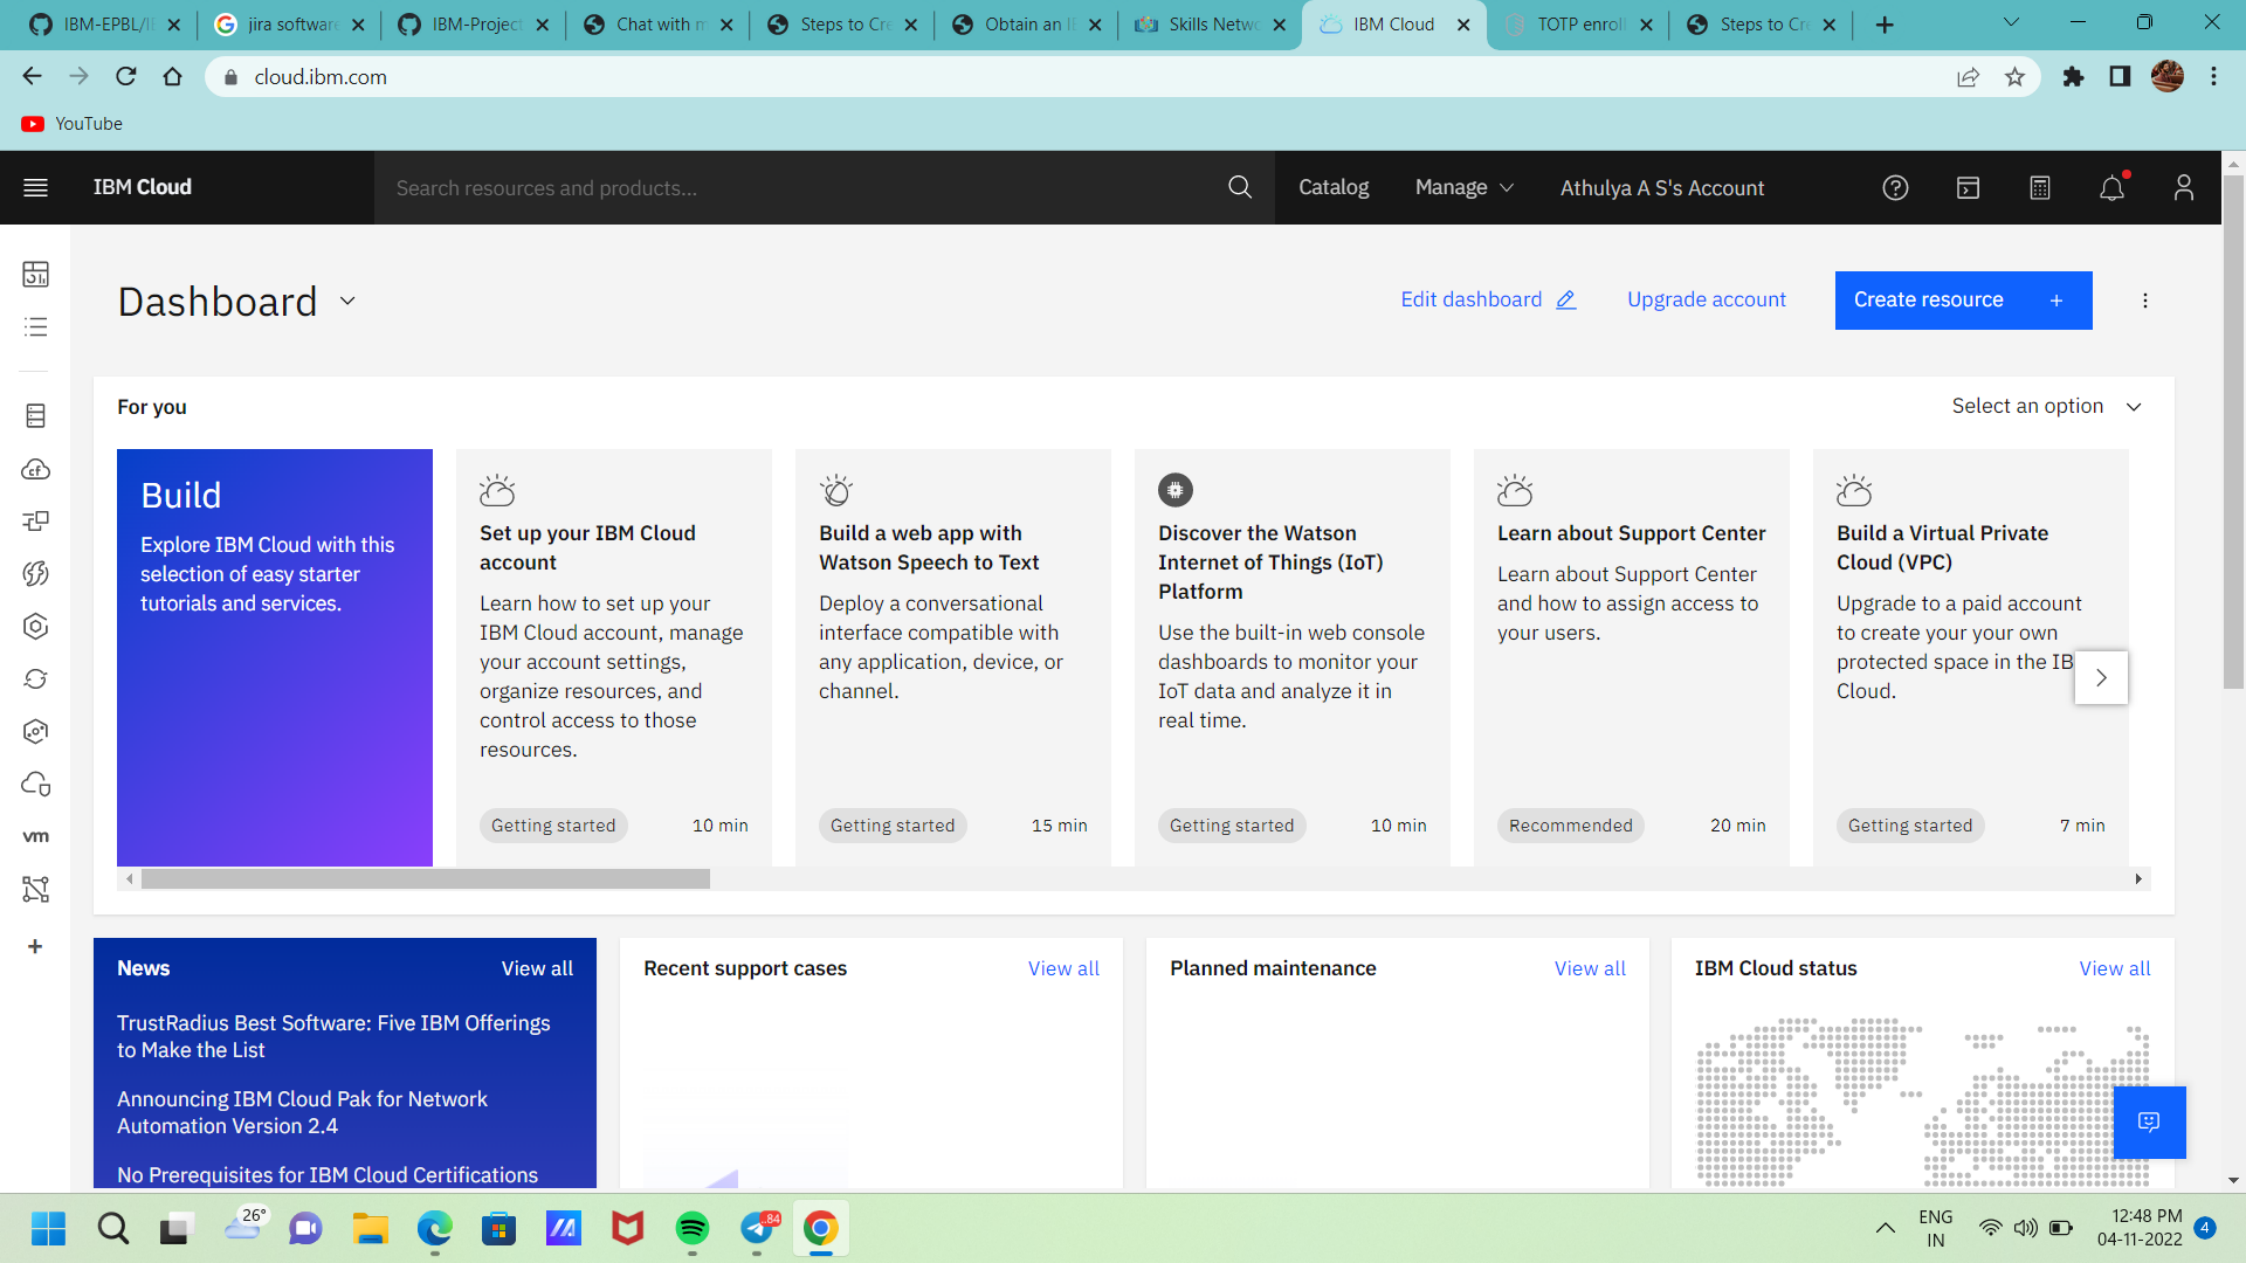 IBM-EPBL/I
jira software
IBM-Project
Chat with m
Steps to Cre
Obtain an I
Skills Netwo
IBM Cloud
TOTP enroll
Steps to Cre
cloud.ibm.com
YouTube
IBM Cloud
Search resources and products...
Catalog
Manage
Athulya A S's Account
Dashboard
Edit dashboard
Upgrade account
Create resource +
For you
Select an option
Build
Explore IBM Cloud with this
selection of easy starter
tutorials and services.
Set up your IBM Cloud
account
Learn how to set up your
IBM Cloud account, manage
your account settings,
organize resources, and
control access to those
resources.
Getting started
10 min
Build a web app with
Watson Speech to Text
Deploy a conversational
interface compatible with
any application, device, or
channel.
Getting started
15 min
Discover the Watson
Internet of Things (IoT)
Platform
Use the built-in web console
dashboards to monitor your
IoT data and analyze it in
real time.
Getting started
10 min
Learn about Support Center
Learn about Support Center
and how to assign access to
your users.
Recommended
20 min
Build a Virtual Private
Cloud (VPC)
Upgrade to a paid account
to create your your own
protected space in the IB
Cloud.
Getting started
7 min
cf
vm
News
View all
TrustRadius Best Software: Five IBM Offerings
to Make the List
Announcing IBM Cloud Pak for Network
Automation Version 2.4
No Prerequisites for IBM Cloud Certifications
Recent support cases
View all
Planned maintenance
View all
IBM Cloud status
View all
26°
84
ENG
IN
12:48 PM
04-11-2022
4